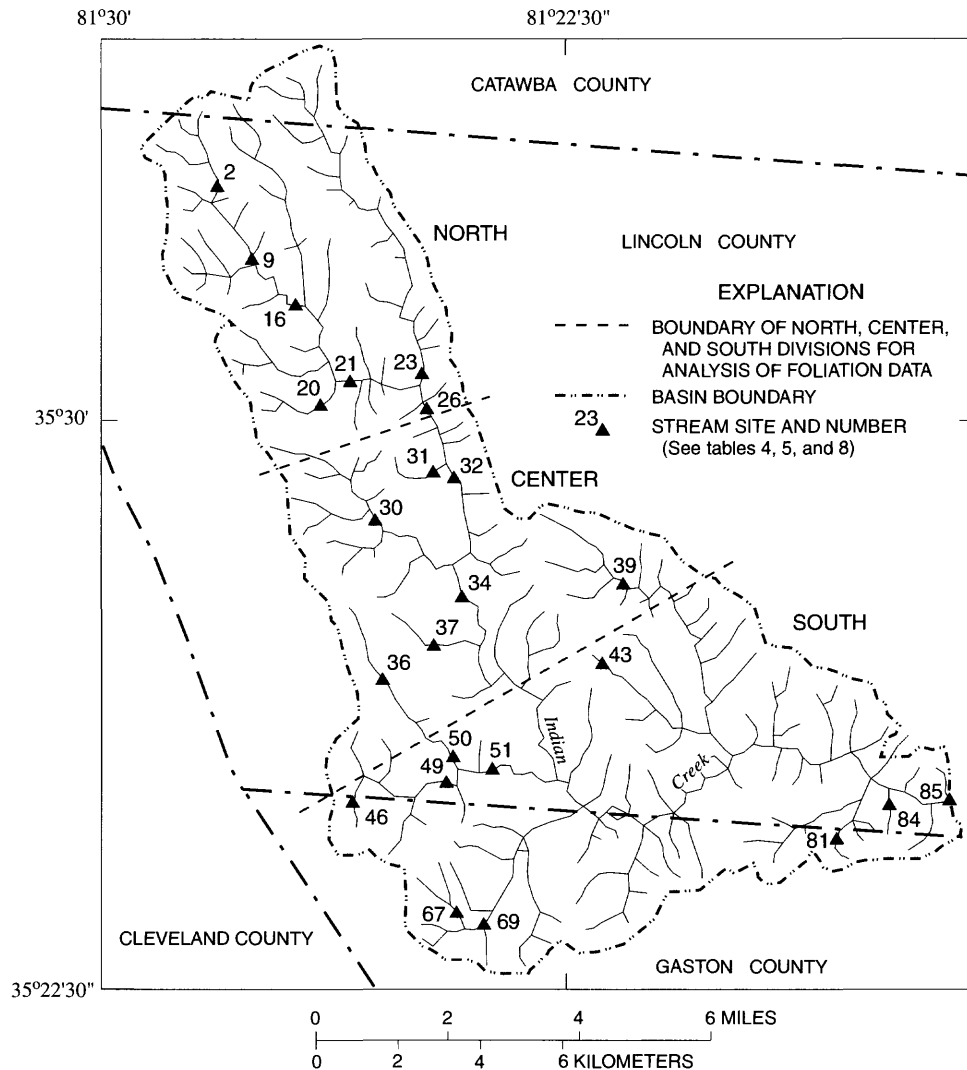 81°30'
81°22'30"
CATAWBA COUNTY
2
NORTH
LINCOLN COUNTY
9
EXPLANATION
16
BOUNDARY OF NORTH, CENTER,
AND SOUTH DIVISIONS FOR
ANALYSIS OF FOLIATION DATA
21
23
20
26
BASIN BOUNDARY
35°30'
23
STREAM SITE AND NUMBER
(See tables 4, 5, and 8)
31
32
CENTER
30
39
34
SOUTH
37
43
36
Indian
50
51
Creek
49
46
85
84
81
67
69
CLEVELAND COUNTY
GASTON COUNTY
35°22'30"
0 2 4 6 MILES
0 2 4 6 KILOMETERS